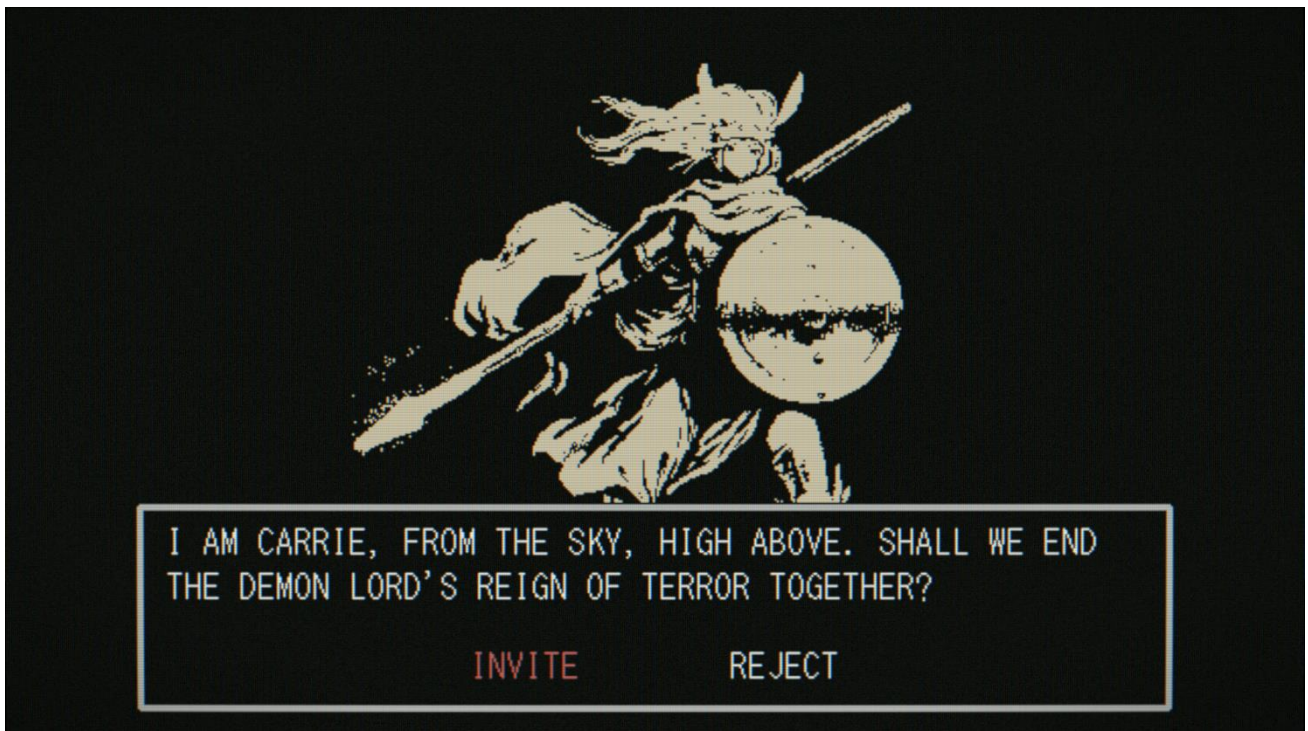 I AM CARRIE, FROM THE SKY, HIGH ABOVE. SHALL WE END
THE DEMON LORD'S REIGN OF TERROR TOGETHER?
INVITE REJECT